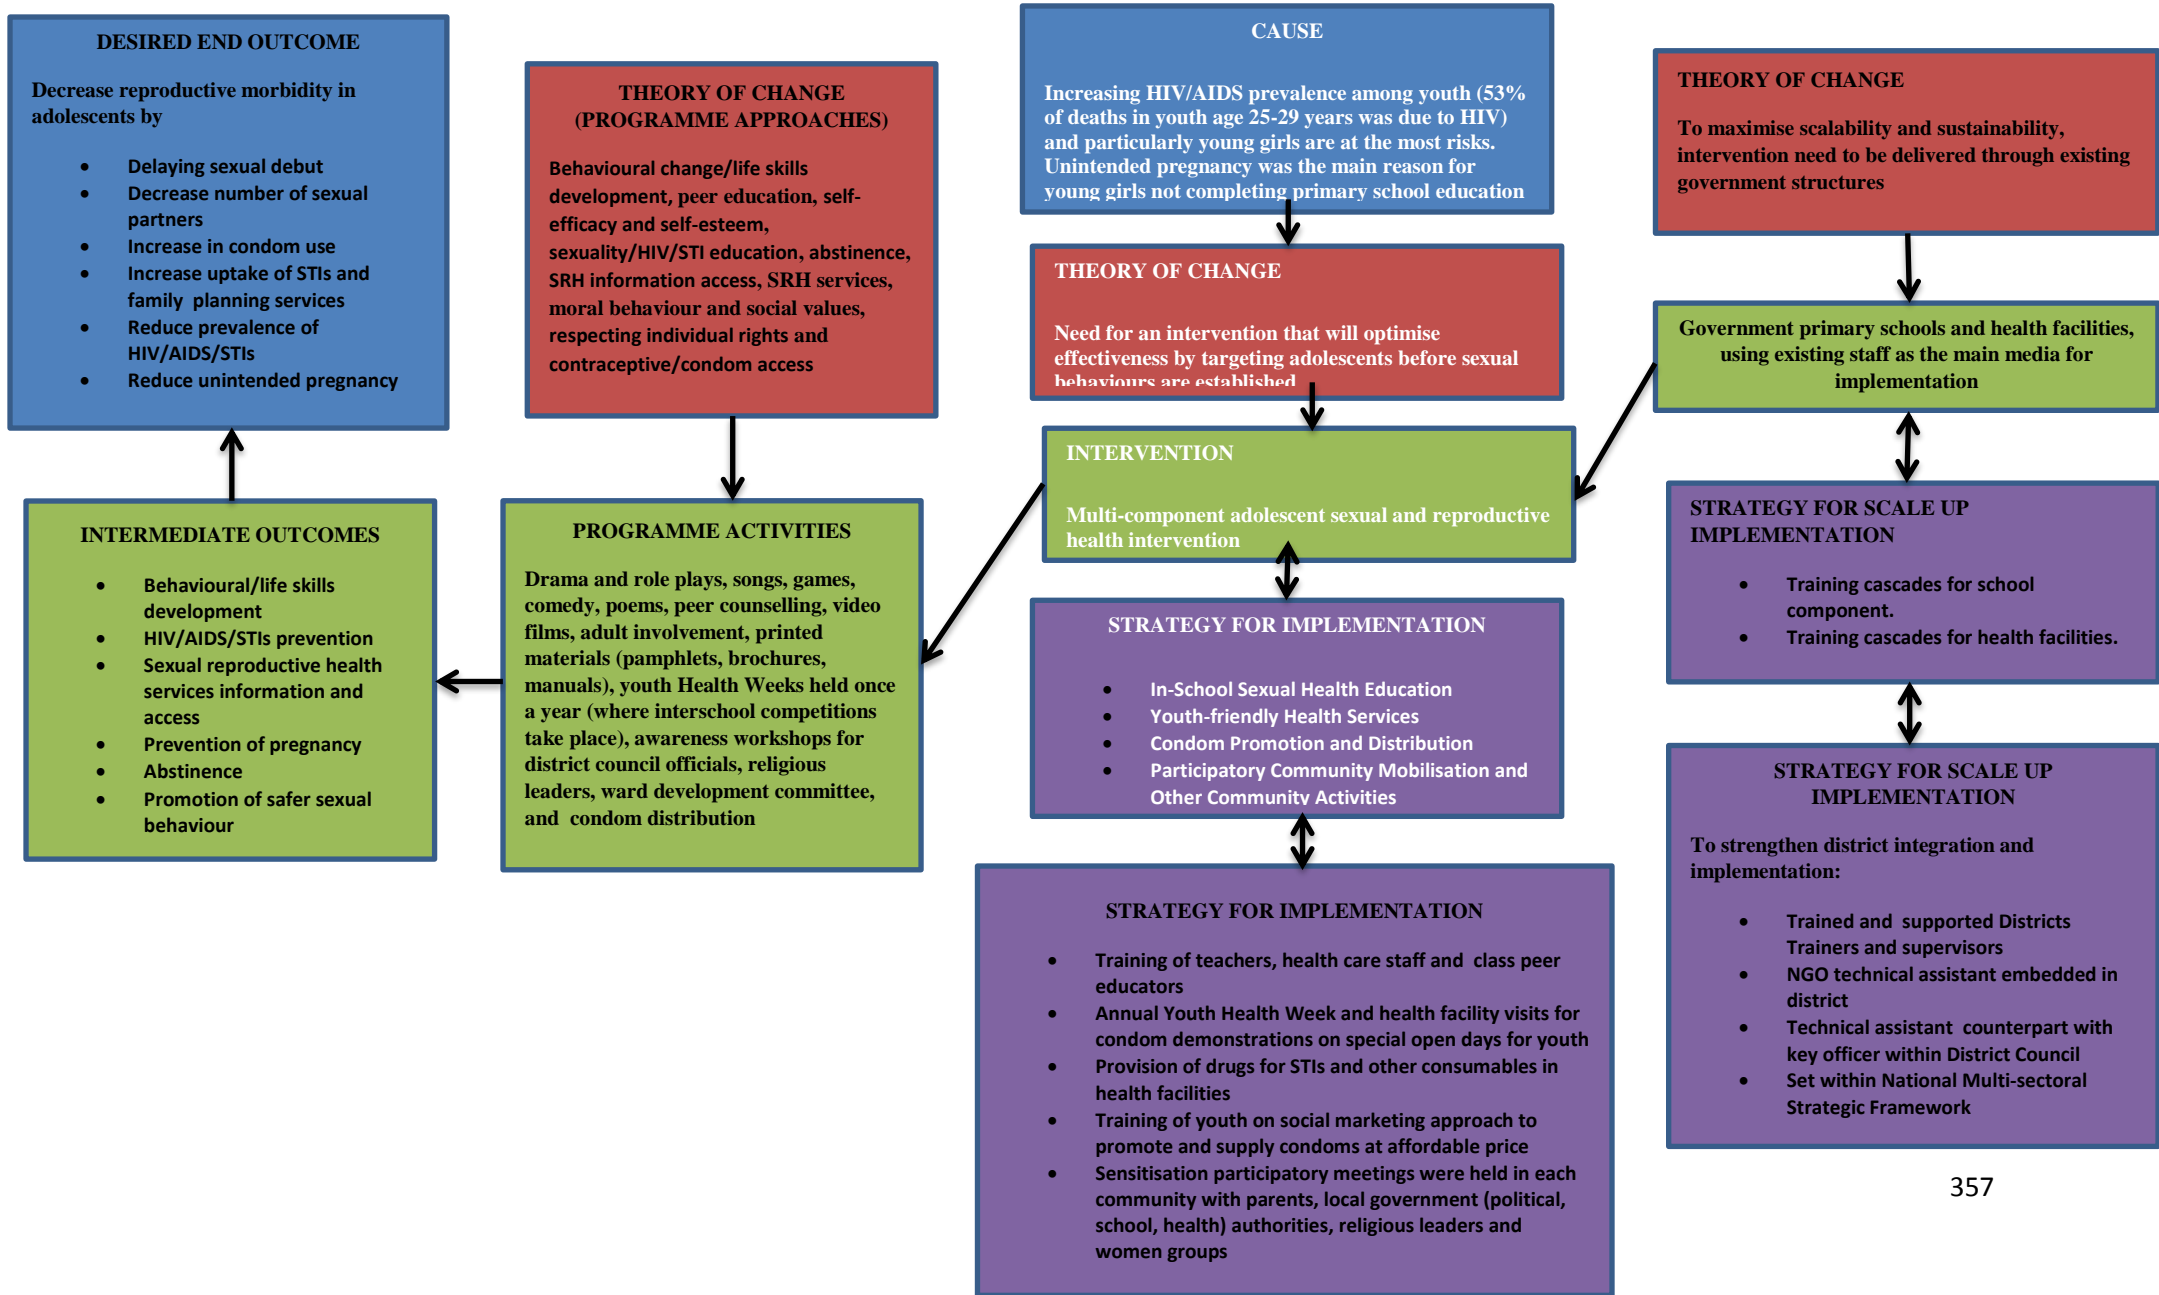 DESIRED END OUTCOME
Decrease reproductive morbidity in
adolescents by
• Delaying sexual debut
• Decrease number of sexual
partners
• Increase in condom use
• Increase uptake of STIs and
family planning services
• Reduce prevalence of
HIV/AIDS/STIs
• Reduce unintended pregnancy
INTERMEDIATE OUTCOMES
• Behavioural/life skills
development
• HIV/AIDS/STIs prevention
• Sexual reproductive health
services information and
access
• Prevention of pregnancy
• Abstinence
• Promotion of safer sexual
behaviour
THEORY OF CHANGE
(PROGRAMME APPROACHES)
Behavioural change/life skills
development, peer education, self-
efficacy and self-esteem,
sexuality/HIV/STI education, abstinence,
SRH information access, SRH services,
moral behaviour and social values,
respecting individual rights and
contraceptive/condom access
PROGRAMME ACTIVITIES
Drama and role plays, songs, games,
comedy, poems, peer counselling, video
films, adult involvement, printed
materials (pamphlets, brochures,
manuals), youth Health Weeks held once
a year (where interschool competitions
take place), awareness workshops for
district council officials, religious
leaders, ward development committee,
and condom distribution
CAUSE
Increasing HIV/AIDS prevalence among youth (53%
of deaths in youth age 25-29 years was due to HIV)
and particularly young girls are at the most risks.
Unintended pregnancy was the main reason for
young girls not completing primary school education
THEORY OF CHANGE
Need for an intervention that will optimise
effectiveness by targeting adolescents before sexual
behaviours are established
INTERVENTION
Multi-component adolescent sexual and reproductive
health intervention
STRATEGY FOR IMPLEMENTATION
• In-School Sexual Health Education
• Youth-friendly Health Services
• Condom Promotion and Distribution
• Participatory Community Mobilisation and
Other Community Activities
STRATEGY FOR IMPLEMENTATION
• Training of teachers, health care staff and class peer
educators
• Annual Youth Health Week and health facility visits for
condom demonstrations on special open days for youth
• Provision of drugs for STIs and other consumables in
health facilities
• Training of youth on social marketing approach to
promote and supply condoms at affordable price
• Sensitisation participatory meetings were held in each
community with parents, local government (political,
school, health) authorities, religious leaders and
women groups
THEORY OF CHANGE
To maximise scalability and sustainability,
intervention need to be delivered through existing
government structures
Government primary schools and health facilities,
using existing staff as the main media for
implementation
STRATEGY FOR SCALE UP
IMPLEMENTATION
• Training cascades for school
component.
• Training cascades for health facilities.
STRATEGY FOR SCALE UP
IMPLEMENTATION
To strengthen district integration and
implementation:
• Trained and supported Districts
Trainers and supervisors
• NGO technical assistant embedded in
district
• Technical assistant counterpart with
key officer within District Council
• Set within National Multi-sectoral
Strategic Framework
357